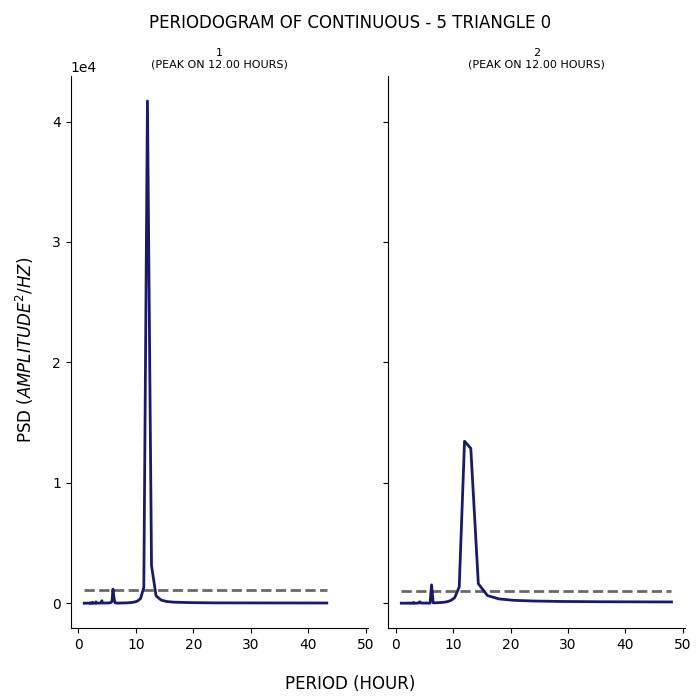 PERIODOGRAM OF CONTINUOUS - 5 TRIANGLE 0
1
(PEAK ON 12.00 HOURS)
2
(PEAK ON 12.00 HOURS)
1e4
4
3
2
1
0
PSD (AMPLITUDE²/HZ)
0 10 20 30 40 50
0 10 20 30 40 50
PERIOD (HOUR)